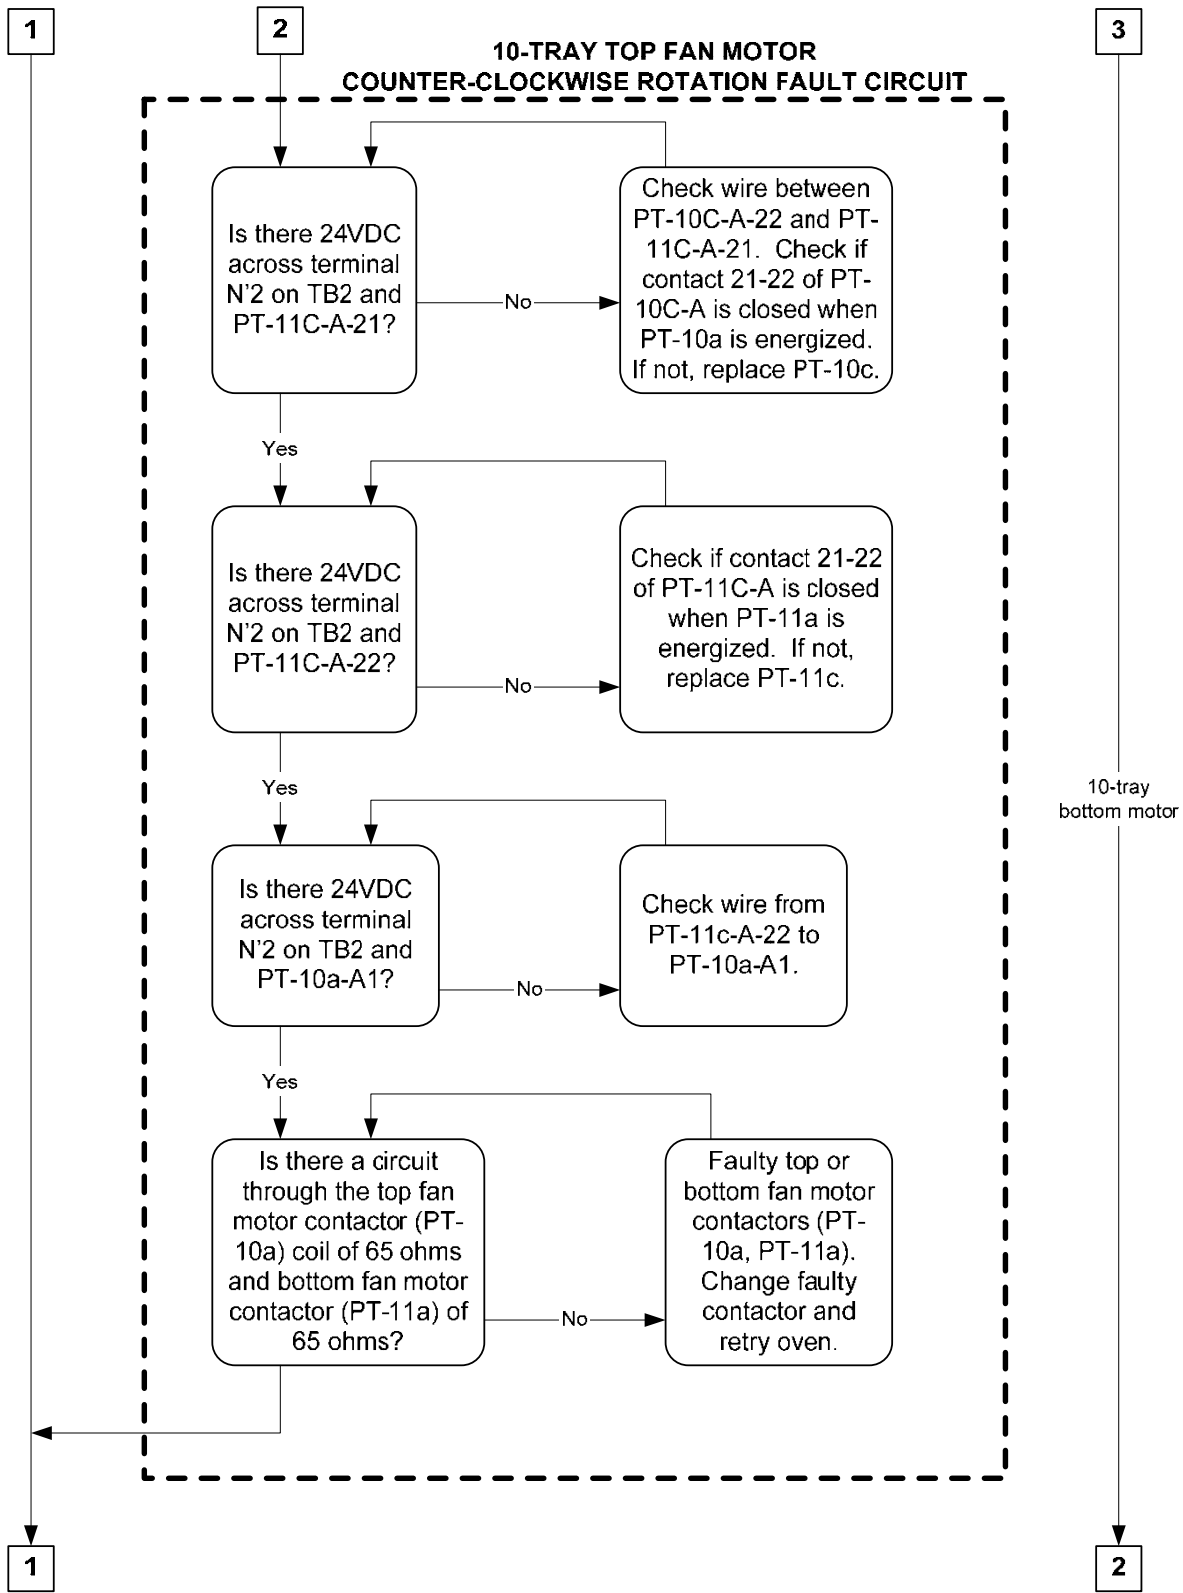 1
2
3
10-TRAY TOP FAN MOTOR
COUNTER-CLOCKWISE ROTATION FAULT CIRCUIT
Is there 24VDC
across terminal
N'2 on TB2 and
PT-11C-A-21?
No
Check wire between
PT-10C-A-22 and PT-
11C-A-21. Check if
contact 21-22 of PT-
10C-A is closed when
PT-10a is energized.
If not, replace PT-10c.
Yes
Is there 24VDC
across terminal
N'2 on TB2 and
PT-11C-A-22?
No
Check if contact 21-22
of PT-11C-A is closed
when PT-11a is
energized. If not,
replace PT-11c.
Yes
10-tray
bottom motor
Is there 24VDC
across terminal
N'2 on TB2 and
PT-10a-A1?
No
Check wire from
PT-11c-A-22 to
PT-10a-A1.
Yes
Is there a circuit
through the top fan
motor contactor (PT-
10a) coil of 65 ohms
and bottom fan motor
contactor (PT-11a) of
65 ohms?
No
Faulty top or
bottom fan motor
contactors (PT-
10a, PT-11a).
Change faulty
contactor and
retry oven.
1
2